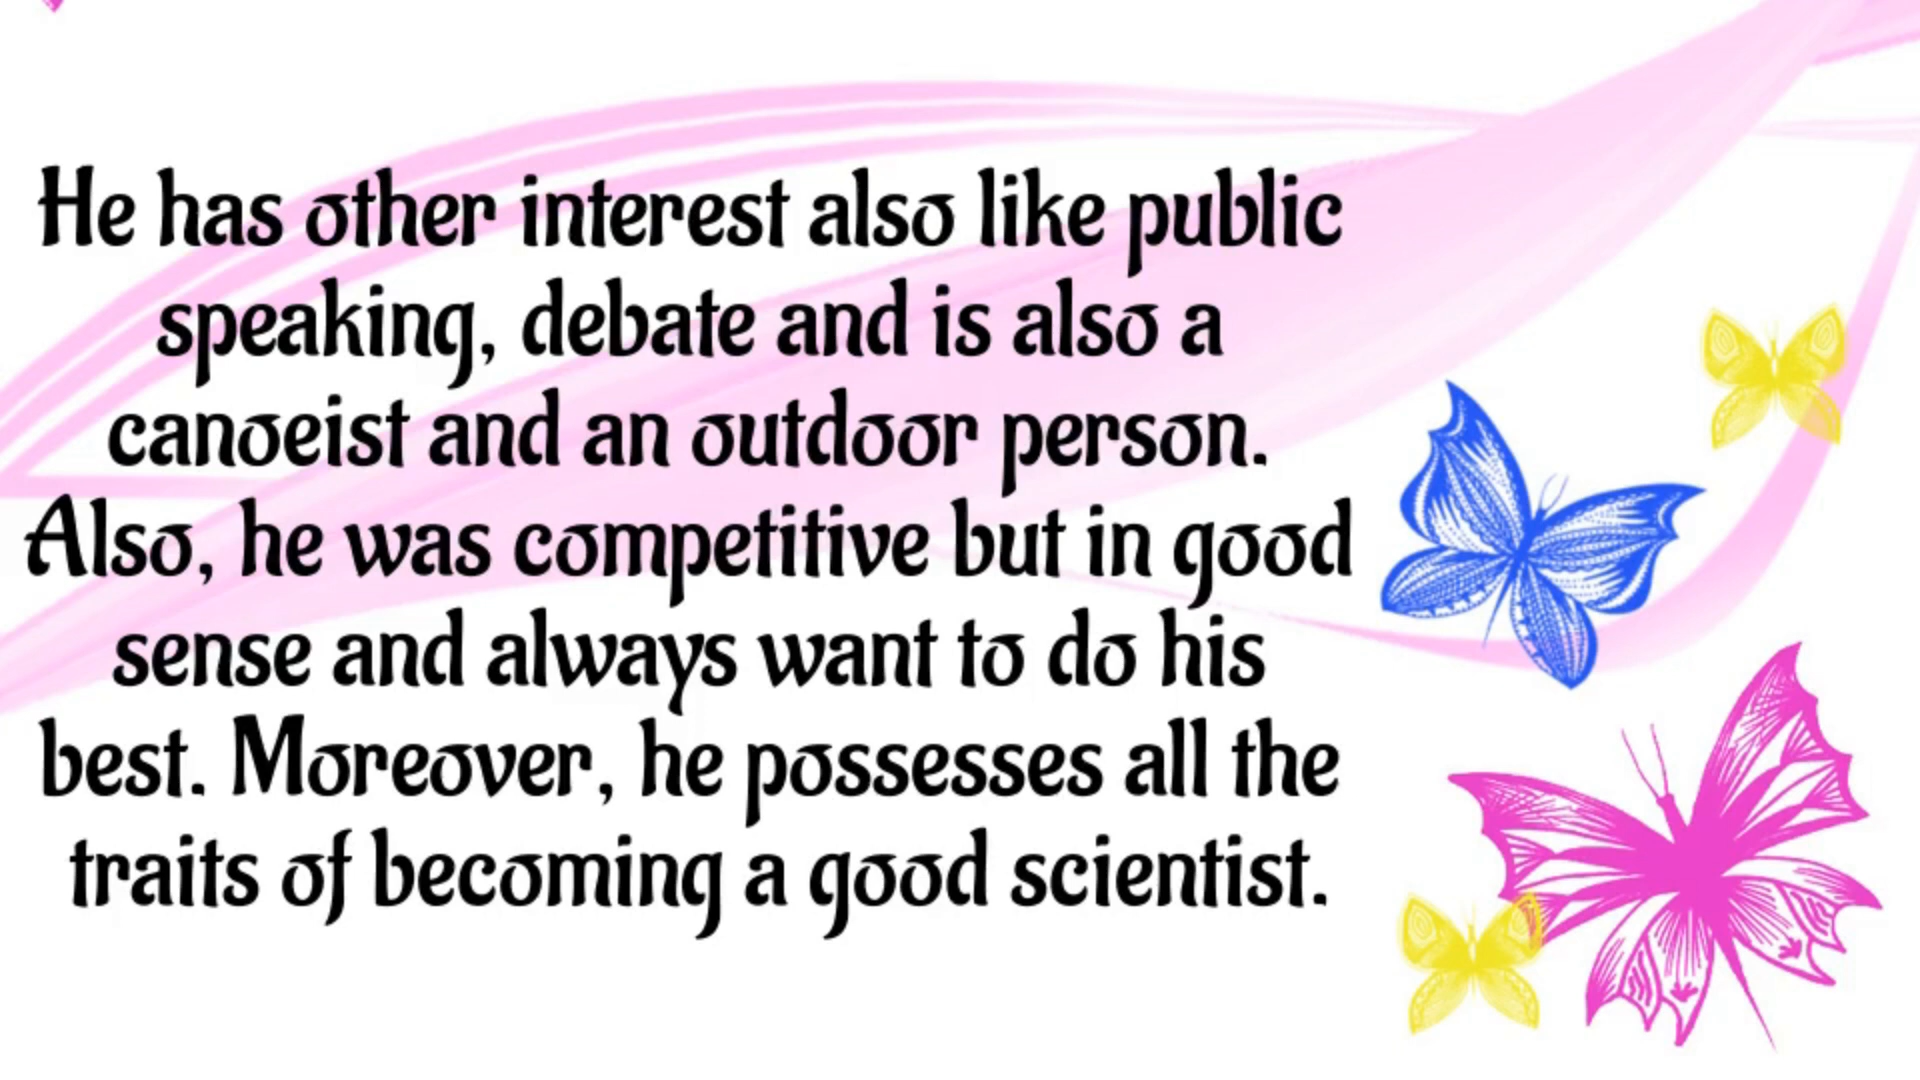 He has other interest also like public
speaking, debate and is also a
canoeist and an outdoor person.
Also, he was competitive but in good
sense and always want to do his
best. Moreover, he possesses all the
traits of becoming a good scientist.